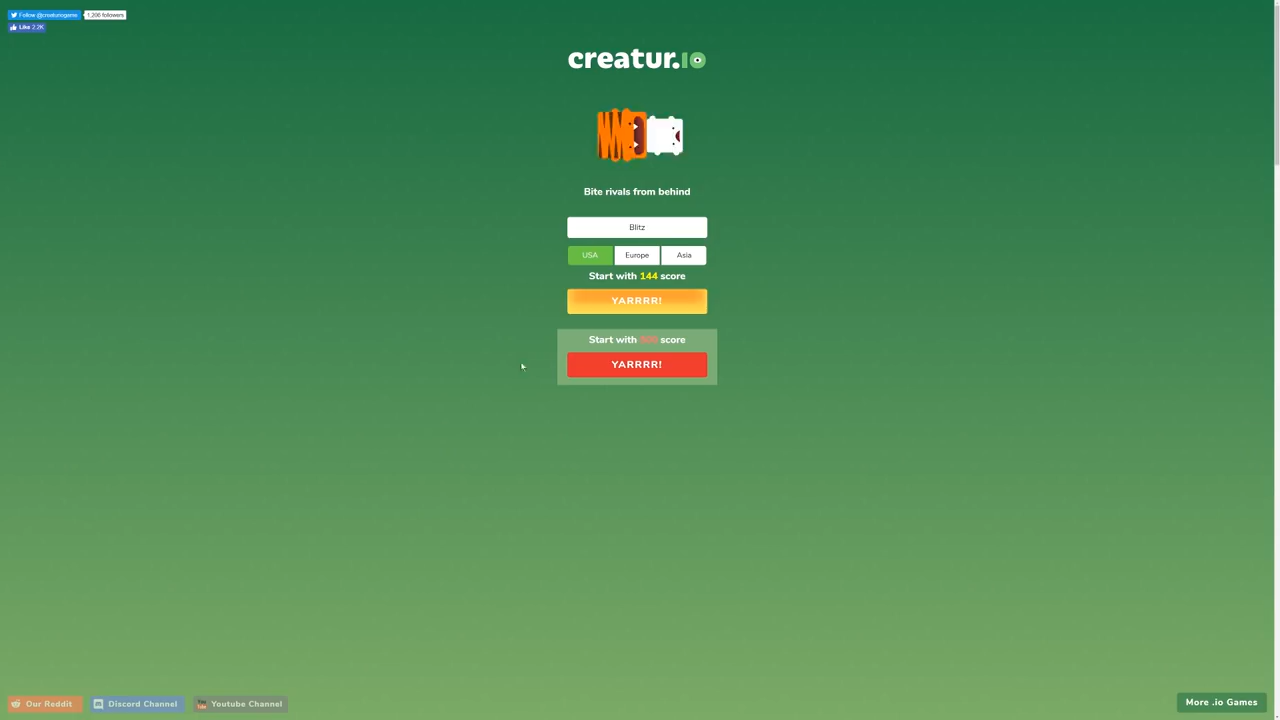 Follow @creaturiogame
1,206 followers
Like 2.2K
creatur.io
Bite rivals from behind
Blitz
USA
Europe
Asia
Start with 144 score
YARRRR!
Start with score
YARRRR!
Our Reddit
Discord Channel
Youtube Channel
More .io Games